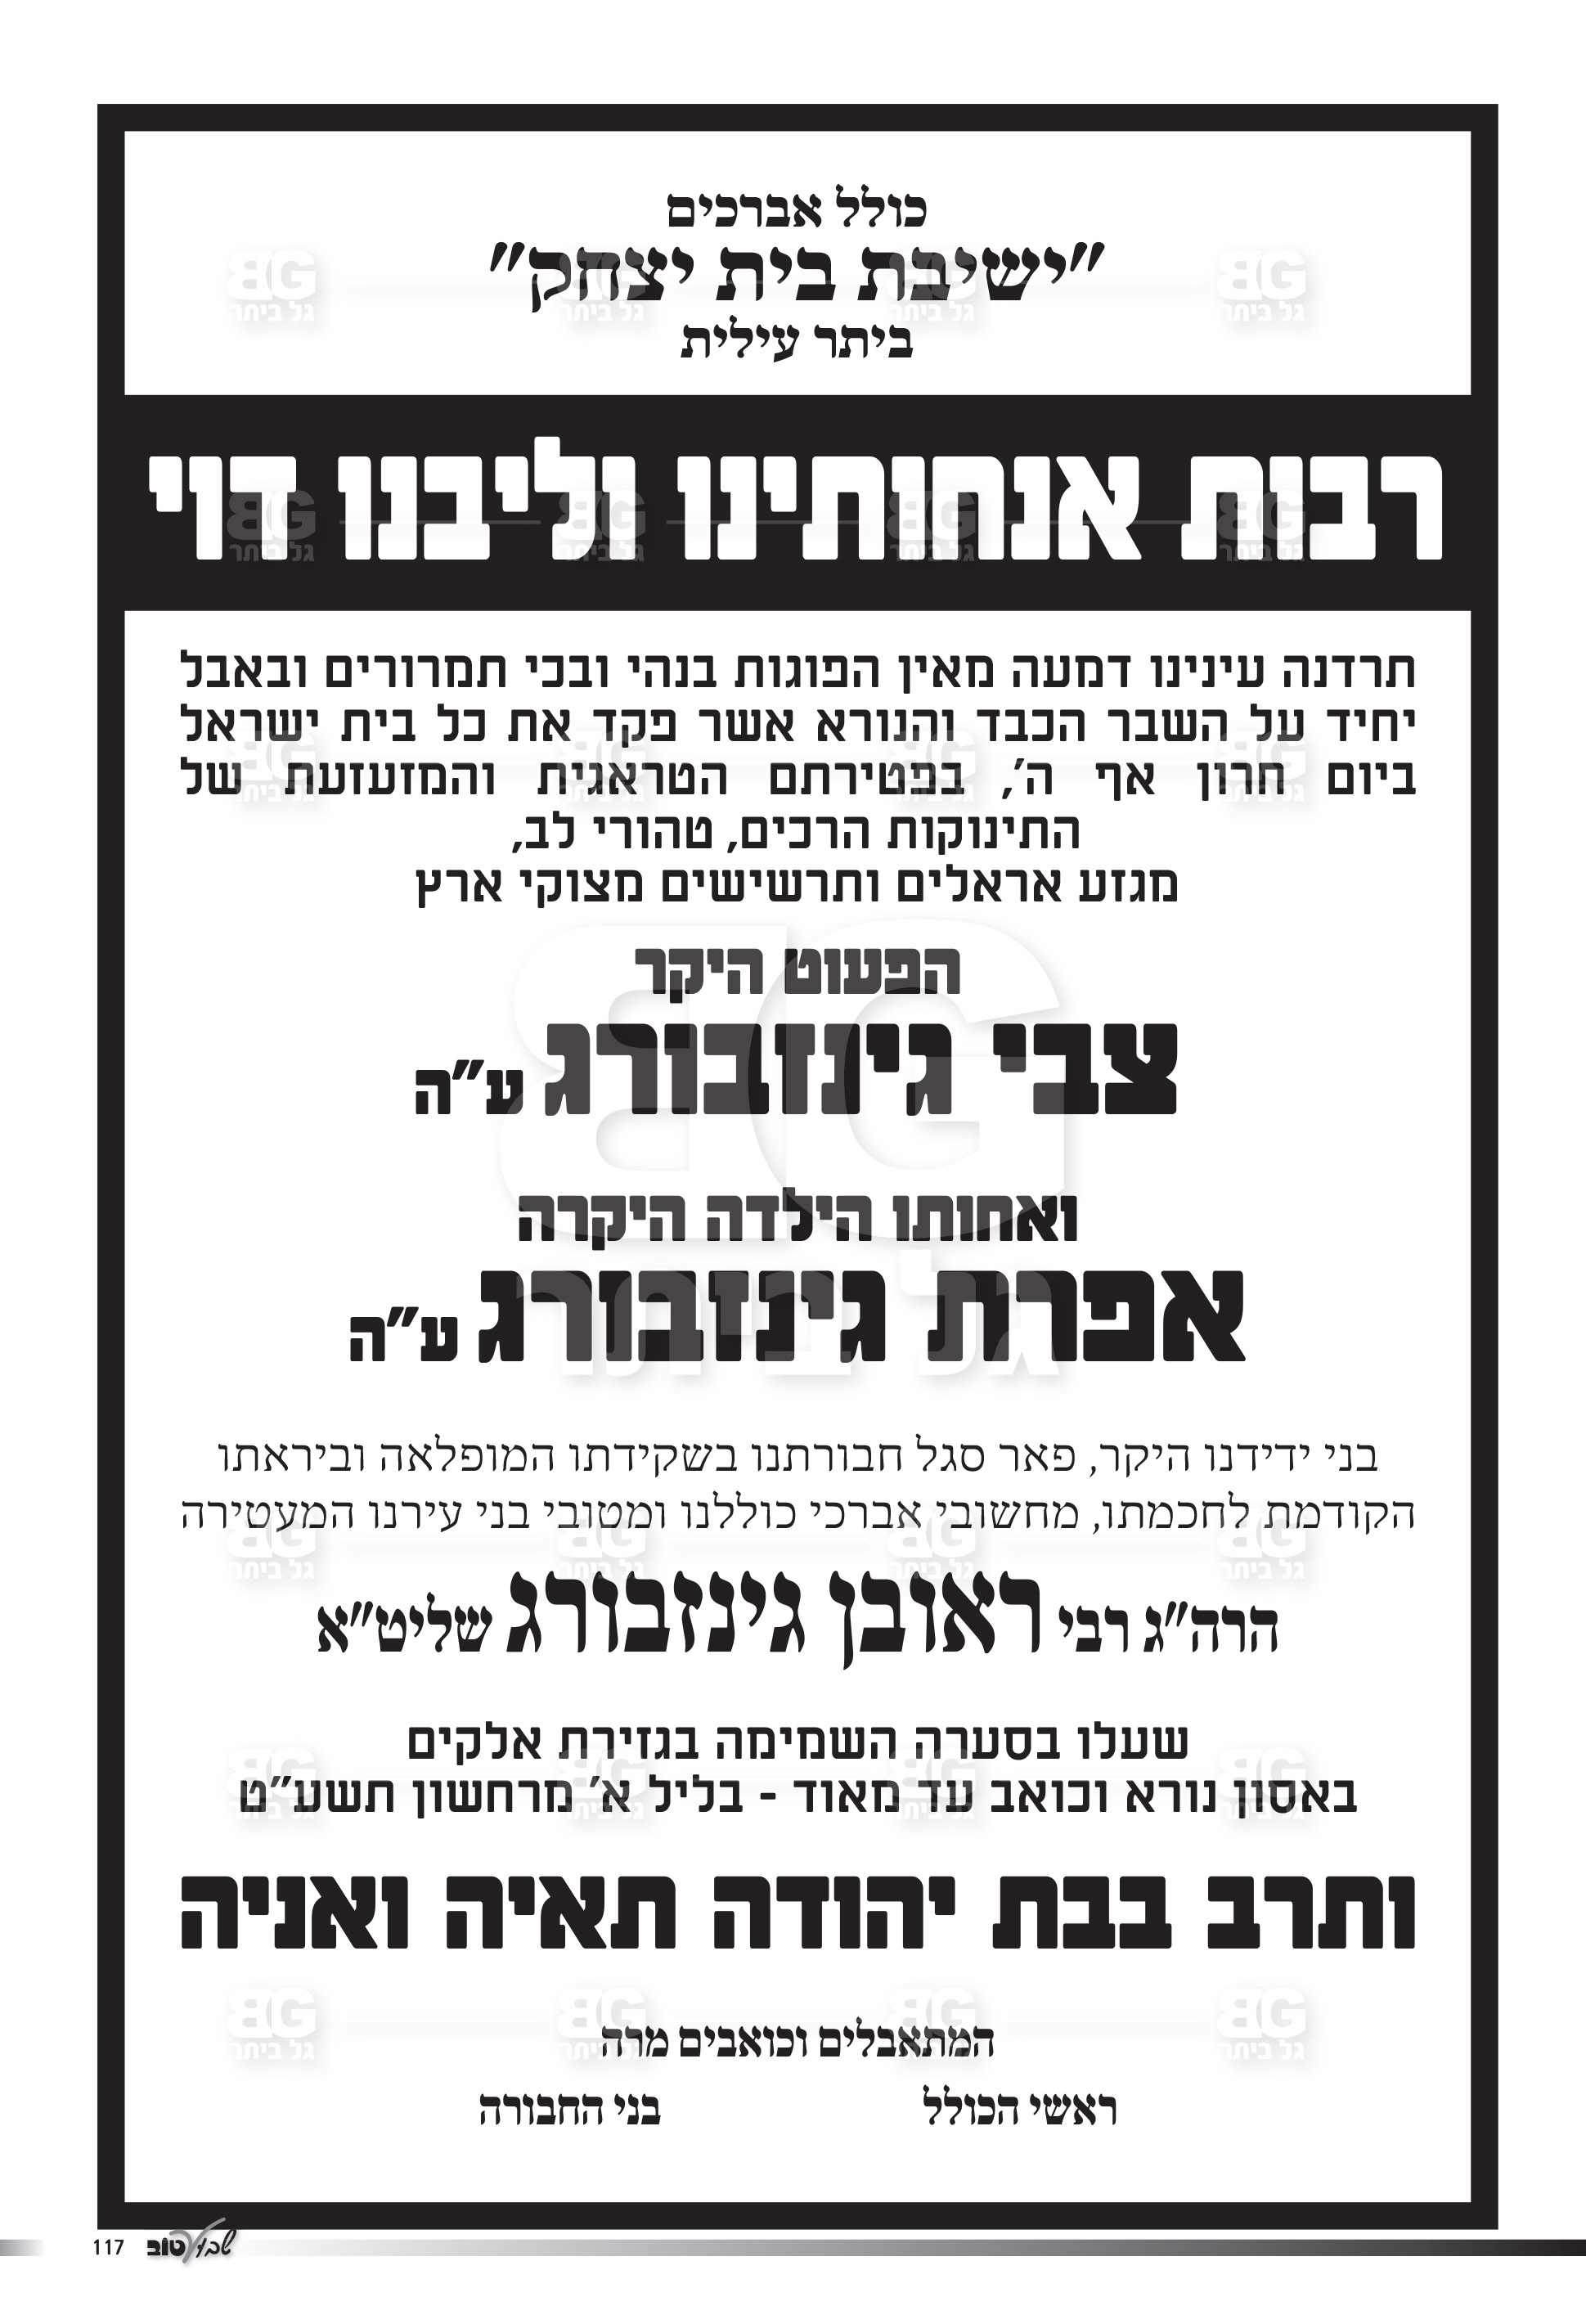 כולל אברכים
"ישיבת בית יצחק"
ביתר עילית
רבות אנחותינו וליבנו דוי
תרדנה עינינו דמעה מאין הפוגות בנהי ובכי תמרורים ובאבל
יחיד על השבר הכבד והנורא אשר פקד את כל בית ישראל
ביום חרון אף ה', בפטירתם הטראגית והמזעזעת של
התינוקות הרכים, טהורי לב,
מגזע אראלים ותרשישים מצוקי ארץ
הפעוט היקר
צבי גינזבורג ע"ה
ואחותו הילדה היקרה
אפרת גינזבורג ע"ה
בני ידידנו היקר, פאר סגל חבורתנו בשקידתו המופלאה וביראתו
הקודמת לחכמתו, מחשובי אברכי כוללנו ומטובי בני עירנו המעטירה
הרה"ג רבי ראובן גינזבורג שליט"א
שעלו בסערה השמימה בגזירת אלקים
באסון נורא וכואב עד מאוד - בליל א' מרחשון תשע"ט
ותרב בבת יהודה תאיה ואניה
המתאבלים וכואבים מרה
ראשי הכולל בני החבורה
BG גל ביתר
שבוע טוב 117